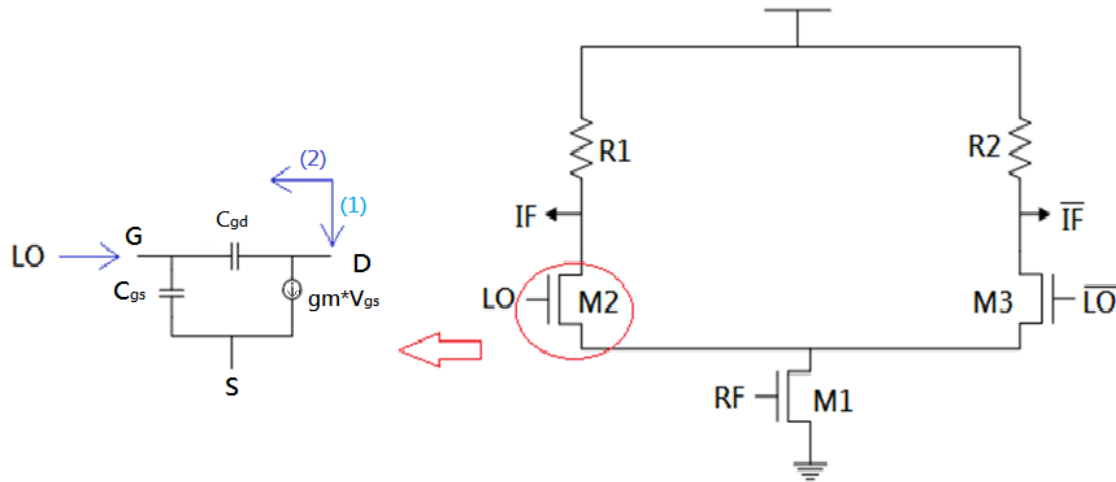 (2)
(1)
Cgd
LO
G
D
Cgs
gm*Vgs
S
R1
R2
IF
IF
LO
M2
M3
LO
RF
M1